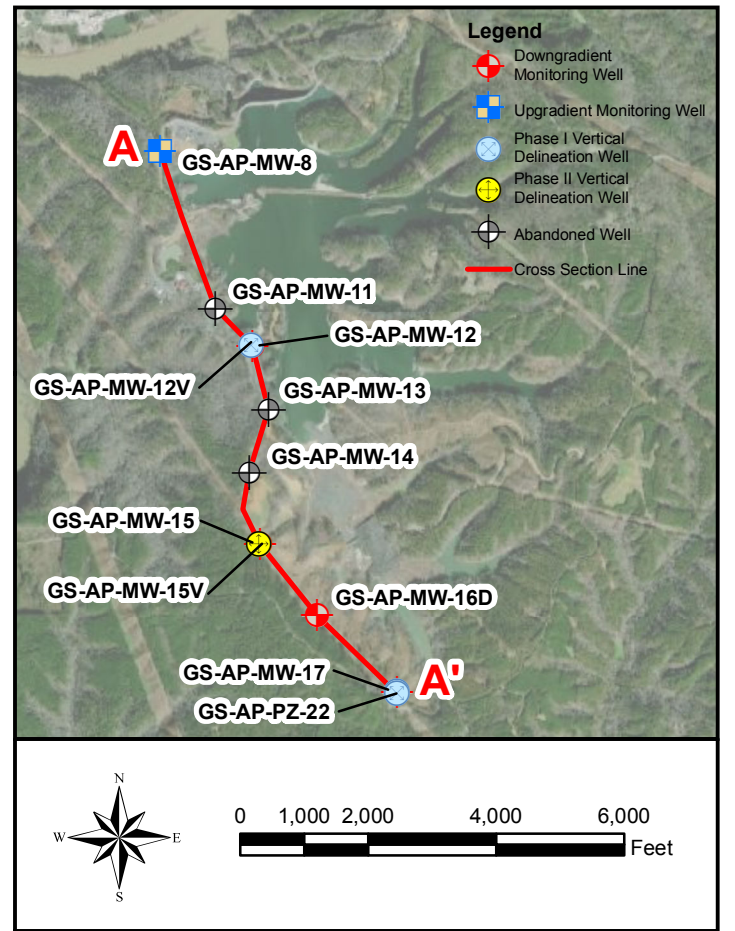 Legend
Downgradient
Monitoring Well
Upgradient Monitoring Well
Phase I Vertical
Delineation Well
Phase II Vertical
Delineation Well
Abandoned Well
Cross Section Line
A
GS-AP-MW-8
GS-AP-MW-11
GS-AP-MW-12
GS-AP-MW-12V
GS-AP-MW-13
GS-AP-MW-14
GS-AP-MW-15
GS-AP-MW-15V
GS-AP-MW-16D
GS-AP-MW-17
A'
GS-AP-PZ-22
N
W E
S
0 1,000 2,000 4,000 6,000
Feet